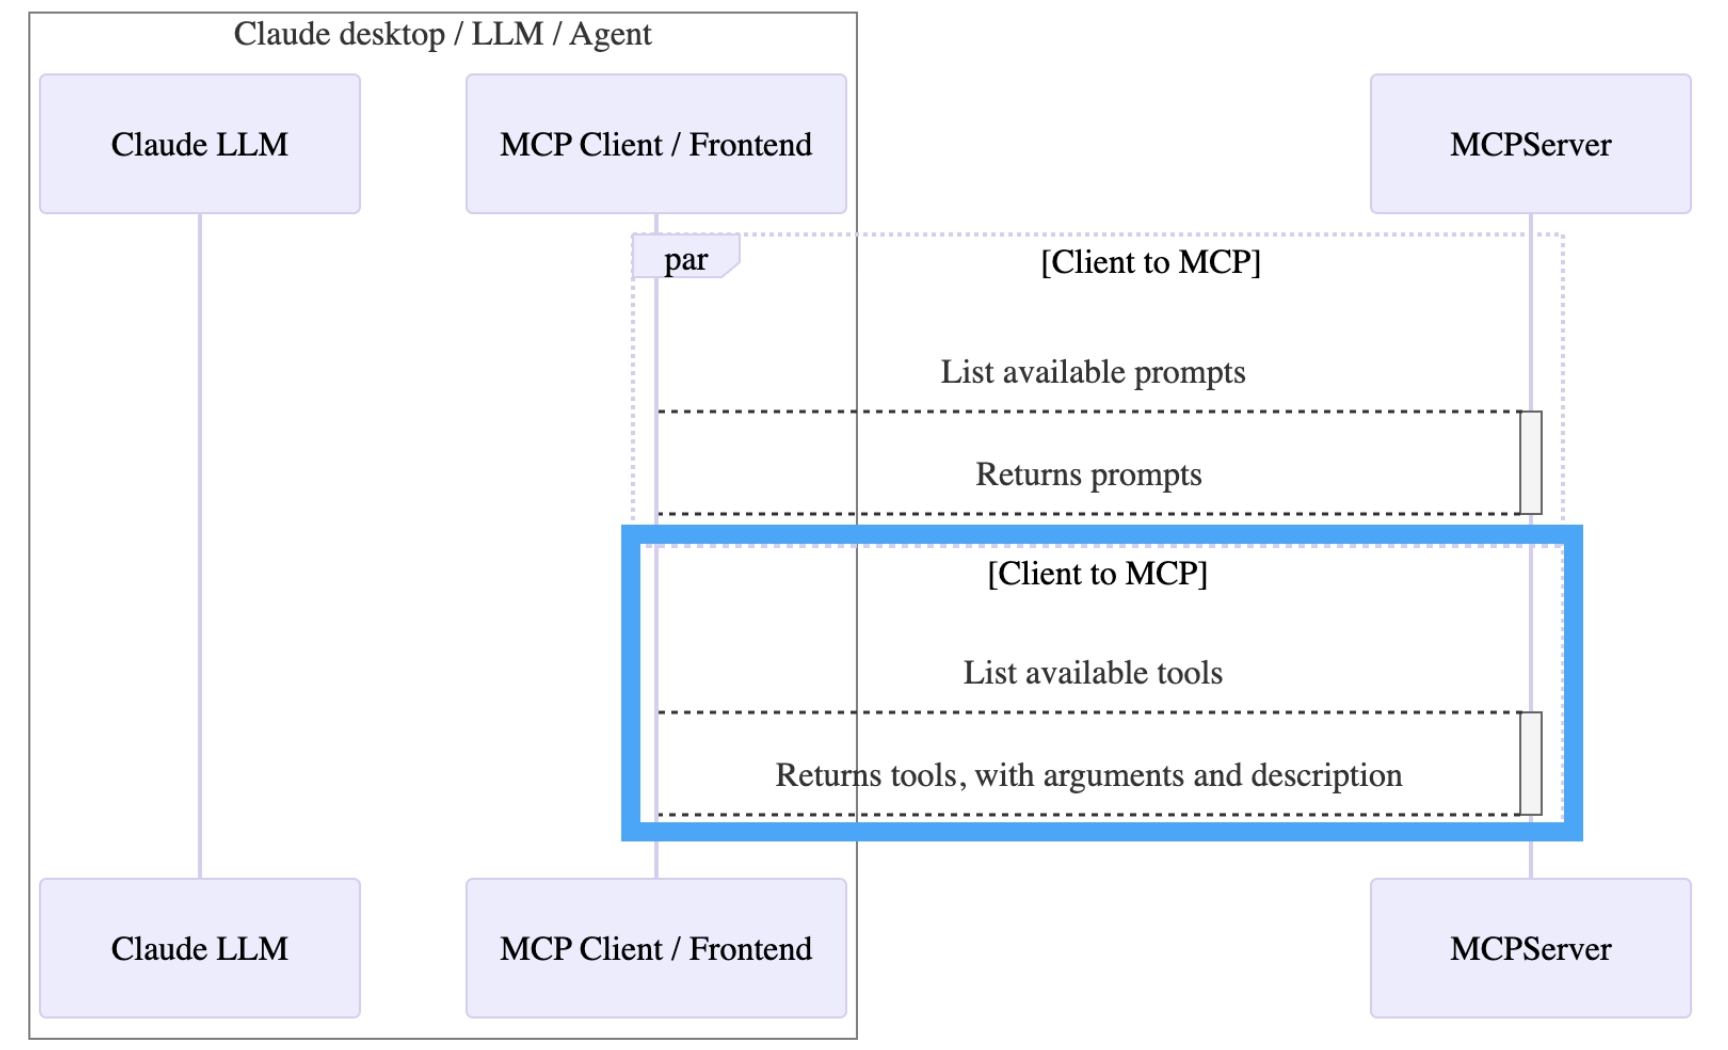 Claude desktop / LLM / Agent
Claude LLM
MCP Client / Frontend
MCPServer
par
[Client to MCP]
List available prompts
Returns prompts
[Client to MCP]
List available tools
Returns tools, with arguments and description
Claude LLM
MCP Client / Frontend
MCPServer